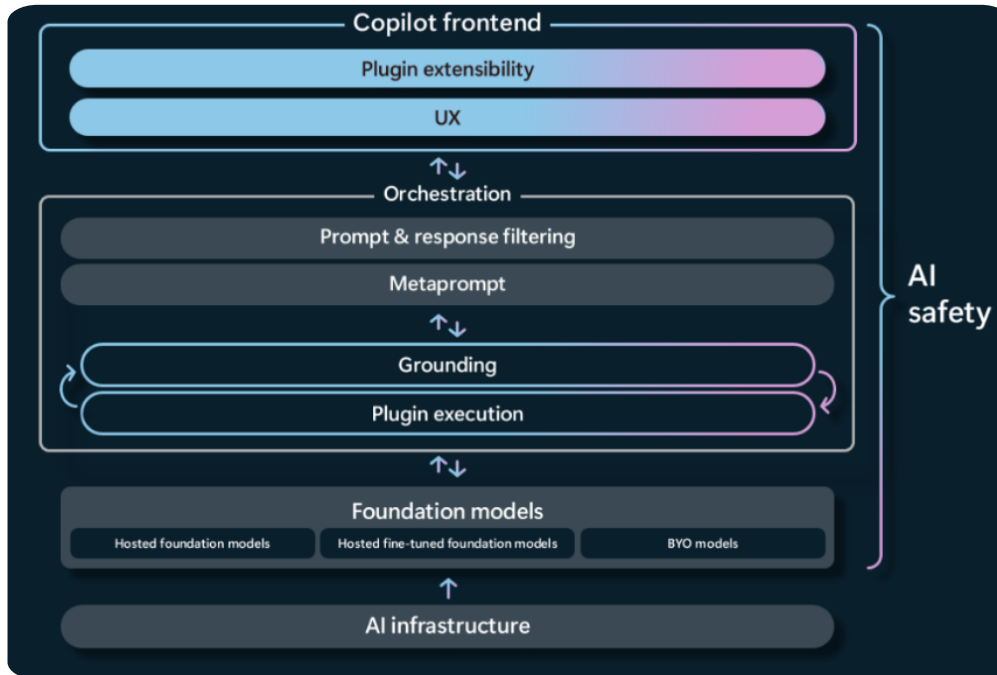 Copilot frontend
Plugin extensibility
UX
Orchestration
Prompt & response filtering
Metaprompt
Grounding
Plugin execution
Foundation models
Hosted foundation models
Hosted fine-tuned foundation models
BYO models
AI infrastructure
AI
safety